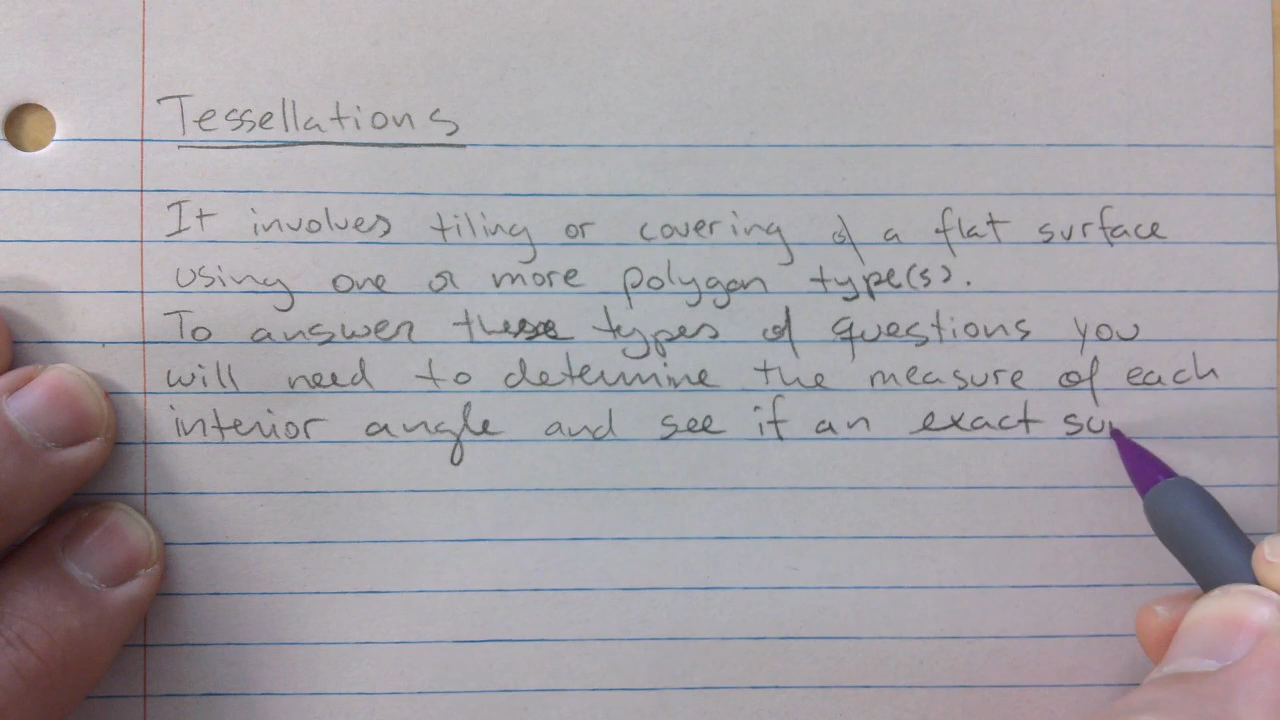 Tessellations
It involves tiling or covering of a flat surface
using one or more polygon type(s).
To answer these types of questions you
will need to determine the measure of each
interior angle and see if an exact su